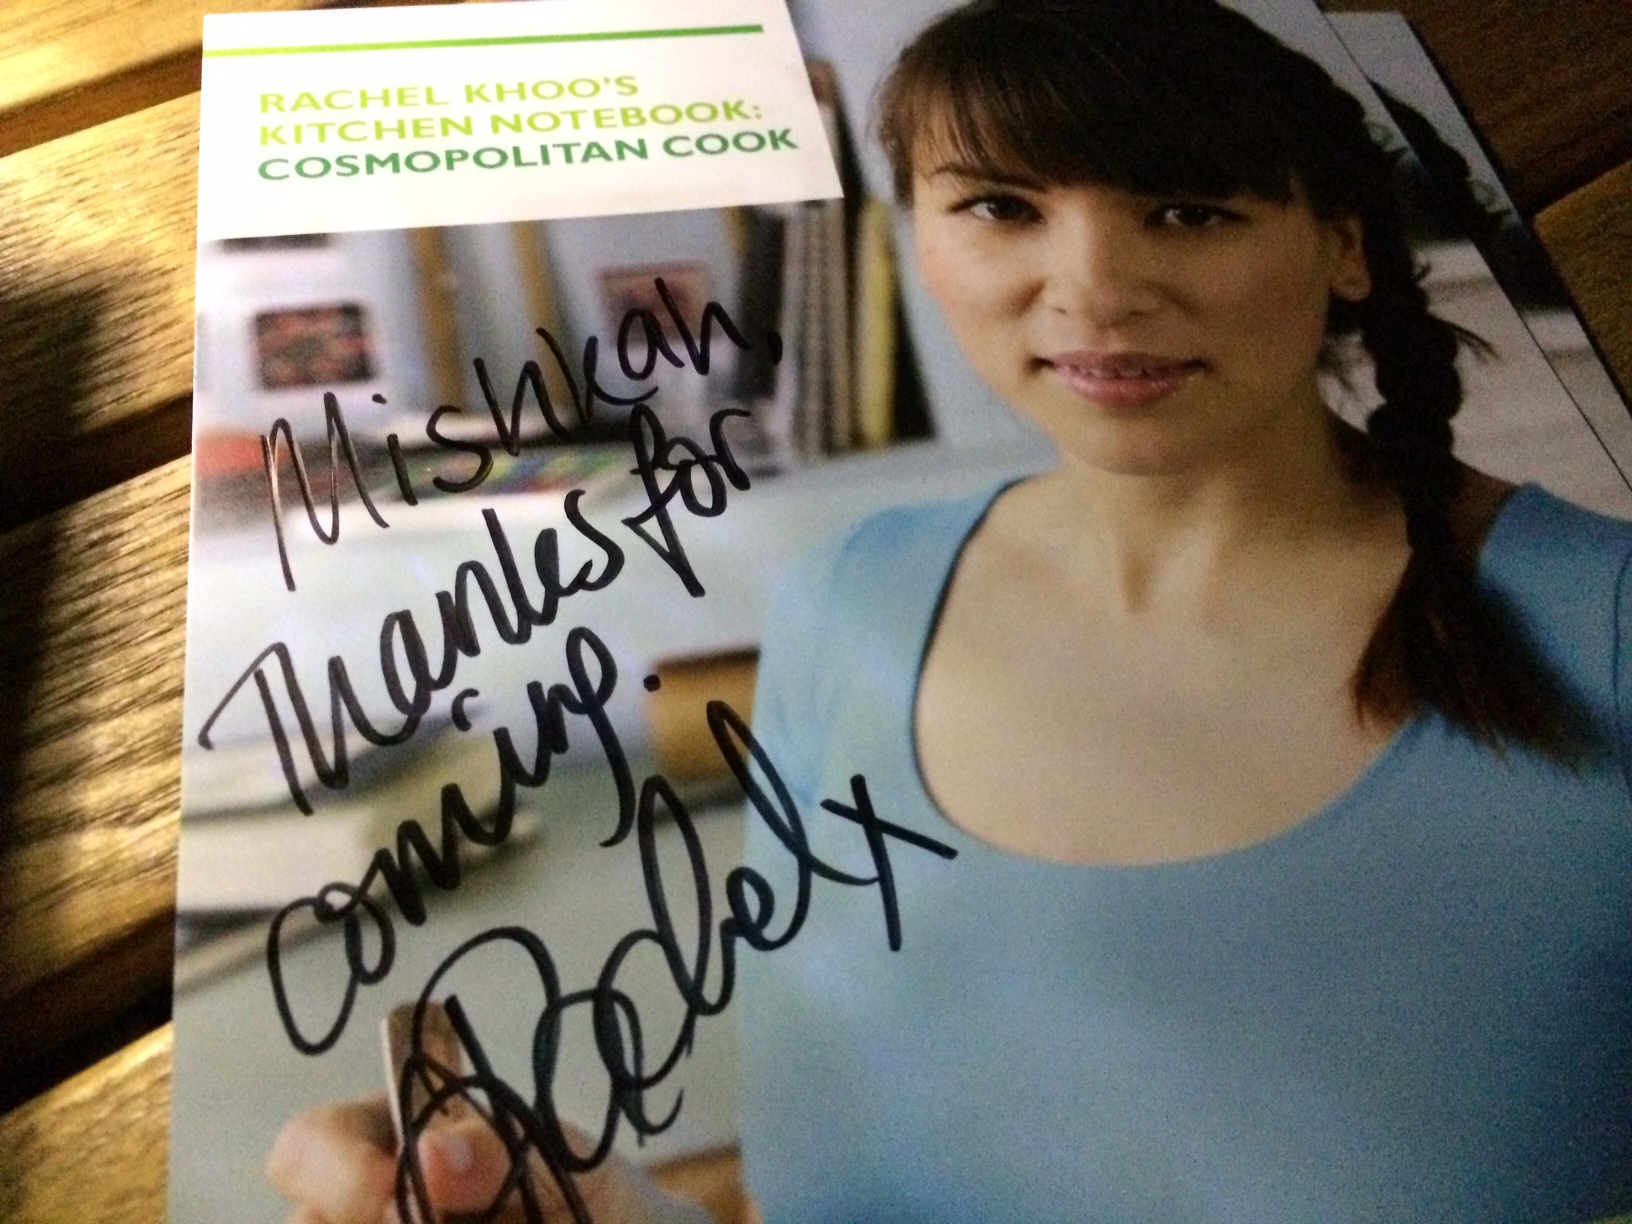 RACHEL KHOO'S
KITCHEN NOTEBOOK:
COSMOPOLITAN COOK
Mishkah,
Thanks for
coming.
Rachel x